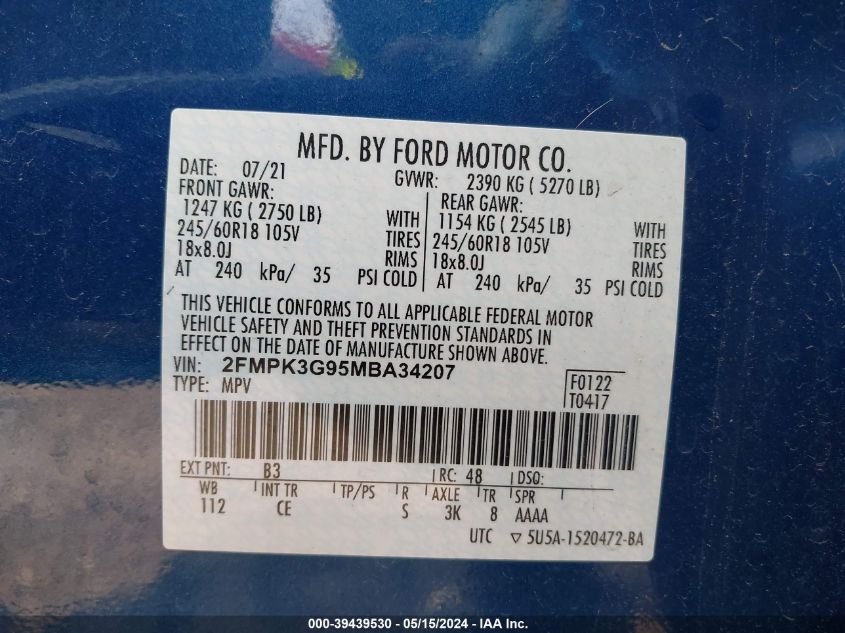 MFD. BY FORD MOTOR CO.
DATE: 07/21 GVWR: 2390 KG ( 5270 LB)
FRONT GAWR: REAR GAWR:
1247 KG ( 2750 LB) WITH 1154 KG ( 2545 LB) WITH
245/60R18 105V TIRES 245/60R18 105V TIRES
18x8.0J RIMS 18x8.0J RIMS
AT 240 kPa/ 35 PSI COLD AT 240 kPa/ 35 PSI COLD
THIS VEHICLE CONFORMS TO ALL APPLICABLE FEDERAL MOTOR
VEHICLE SAFETY AND THEFT PREVENTION STANDARDS IN
EFFECT ON THE DATE OF MANUFACTURE SHOWN ABOVE.
VIN: 2FMPK3G95MBA34207
TYPE: MPV F0122
T0417
EXT PNT: B3 RC: 48 DSO:
WB INT TR TP/PS R AXLE TR SPR
112 CE S 3K 8 AAAA
UTC ▽ 5U5A-1520472-BA
000-39439530 - 05/15/2024 - IAA Inc.